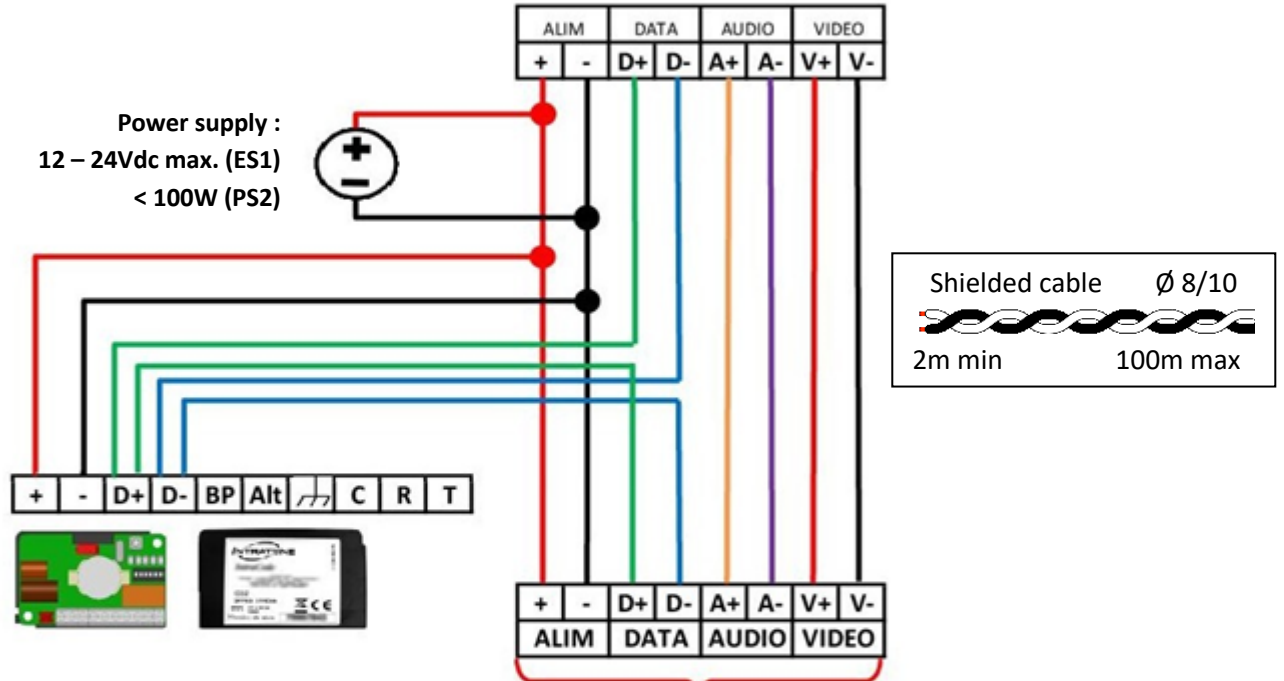 ALIM DATA AUDIO VIDEO
+ - D+ D- A+ A- V+ V-
Power supply :
12 – 24Vdc max. (ES1)
< 100W (PS2)
+
−
Shielded cable Ø 8/10
2m min 100m max
+ - D+ D- BP Alt C R T
INTRATONE
+ - D+ D- A+ A- V+ V-
ALIM DATA AUDIO VIDEO